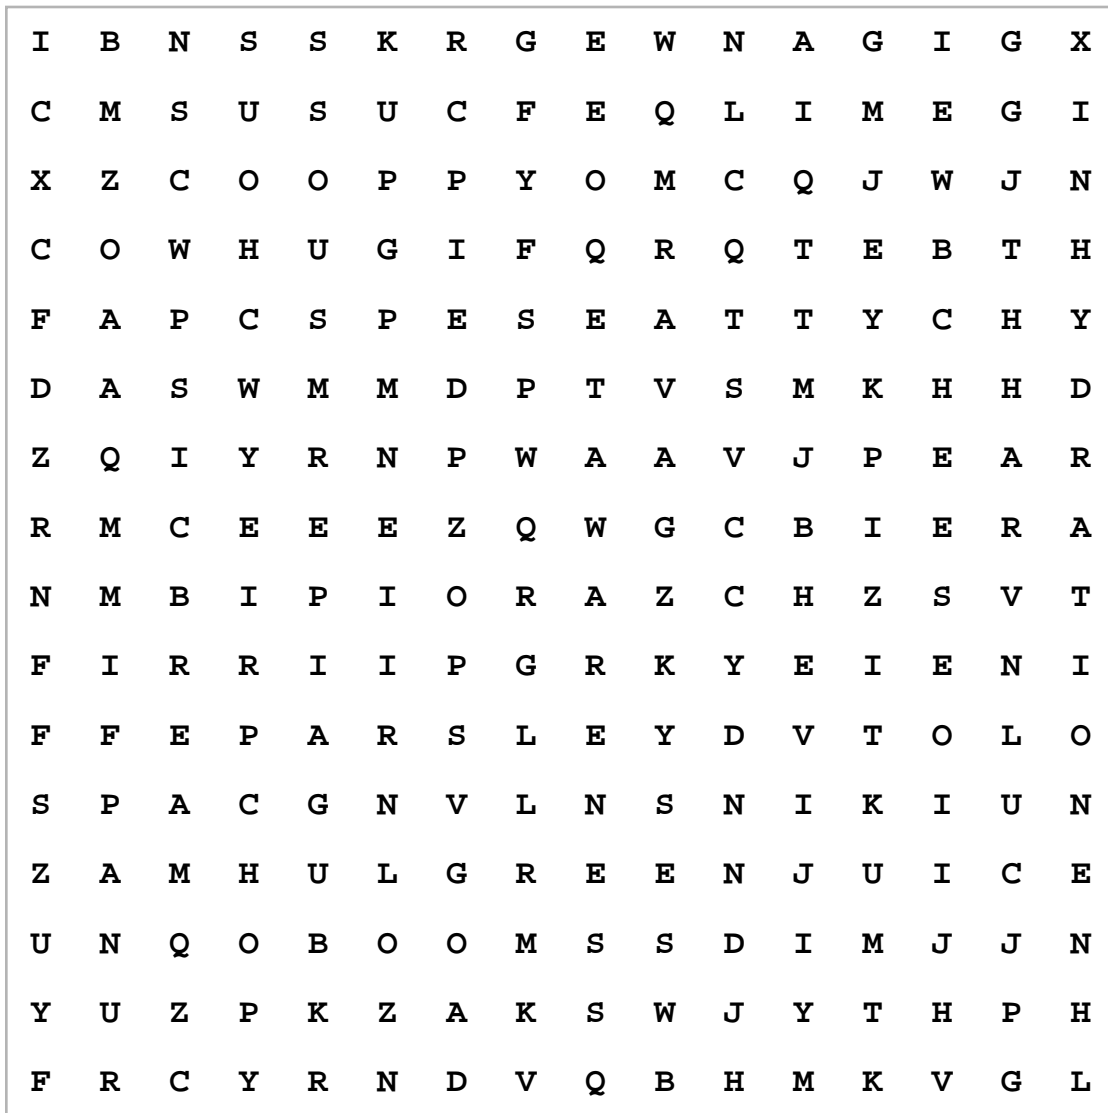 I B N S S K R G E W N A G I G X
C M S U S U C F E Q L I M E G I
X Z C O O P P Y O M C Q J W J N
C O W H U G I F Q R Q T E B T H
F A P C S P E S E A T T Y C H Y
D A S W M M D P T V S M K H H D
Z Q I Y R N P W A A V J P E A R
R M C E E E Z Q W G C B I E R A
N M B I P I O R A Z C H Z S V T
F I R R I I P G R K Y E I E N I
F F E P A R S L E Y D V T O L O
S P A C G N V L N S N I K I U N
Z A M H U L G R E E N J U I C E
U N Q O B O O M S S D I M J J N
Y U Z P K Z A K S W J Y T H P H
F R C Y R N D V Q B H M K V G L